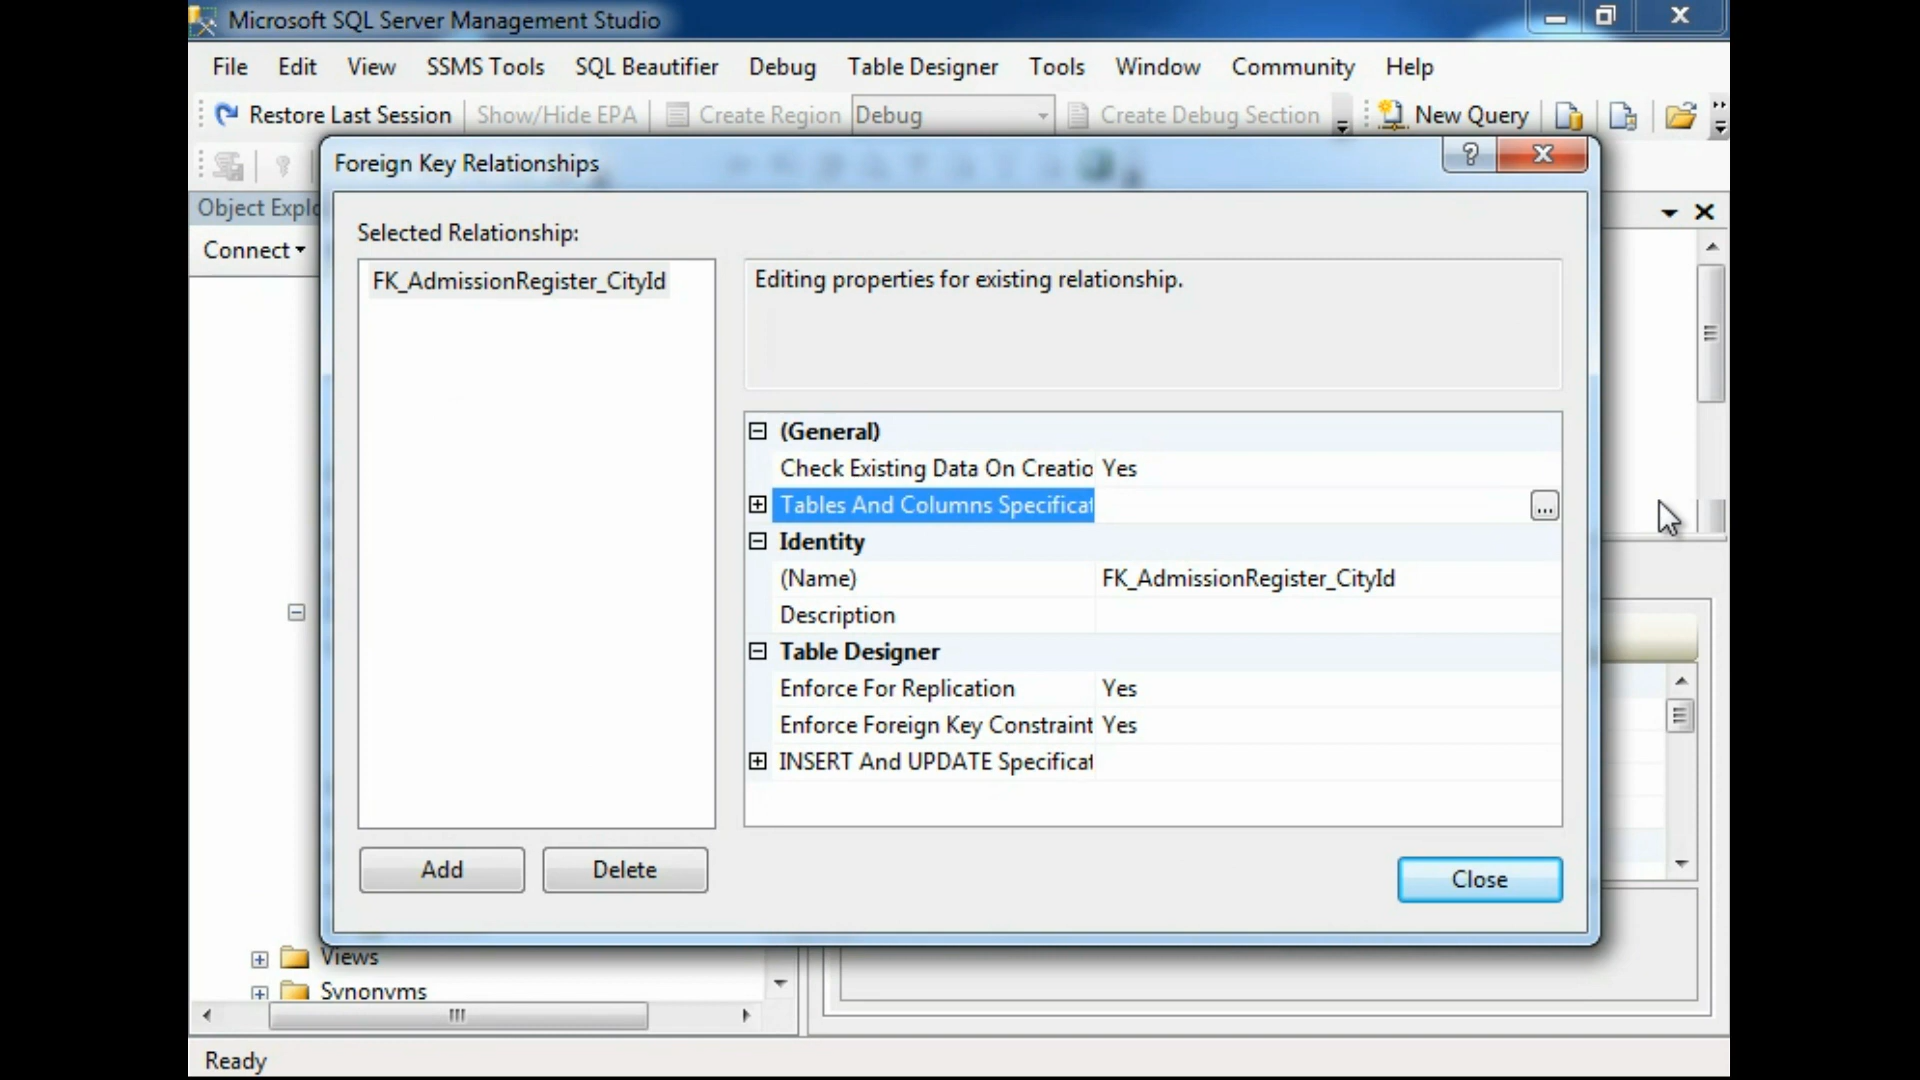 Microsoft SQL Server Management Studio
File Edit View SSMS Tools SQL Beautifier Debug Table Designer Tools Window Community Help
Restore Last Session Show/Hide EPA Create Region Debug Create Debug Section New Query
Foreign Key Relationships
Object Explo
Connect
Selected Relationship:
FK_AdmissionRegister_CityId
Editing properties for existing relationship.
(General)
Check Existing Data On Creatio Yes
Tables And Columns Specificat ...
Identity
(Name) FK_AdmissionRegister_CityId
Description
Table Designer
Enforce For Replication Yes
Enforce Foreign Key Constraint Yes
INSERT And UPDATE Specificat
Add Delete
Close
Views
Synonyms
Ready